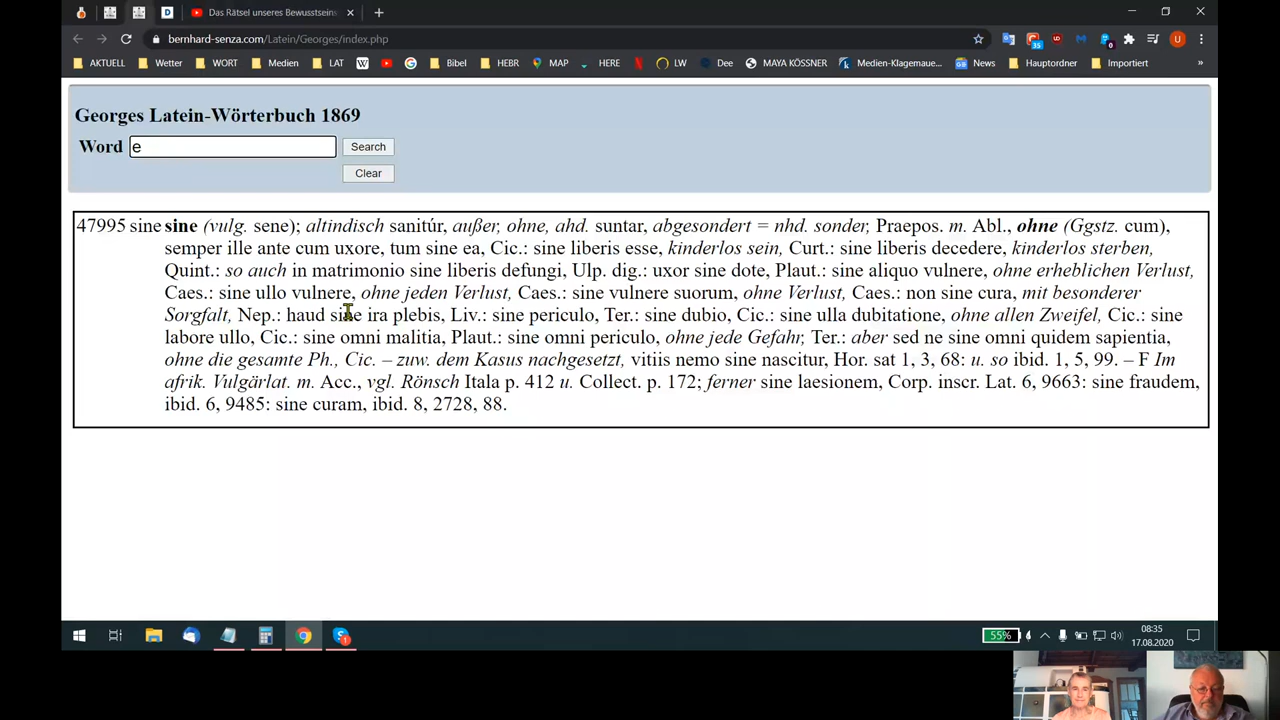 Das Rätsel unseres Bewusstseins
bernhard-senza.com/Latein/Georges/index.php
AKTUELL Wetter WORT Medien LAT Bibel HEBR MAP HERE LW Dee MAYA KÖSSNER Medien-Klagemaue... News Hauptordner Importiert
Georges Latein-Wörterbuch 1869
Word e Search
Clear
47995 sine sine (vulg. sene); altindisch sanitúr, außer, ohne, ahd. suntar, abgesondert = nhd. sonder, Praepos. m. Abl., ohne (Ggstz. cum),
semper ille ante cum uxore, tum sine ea, Cic.: sine liberis esse, kinderlos sein, Curt.: sine liberis decedere, kinderlos sterben,
Quint.: so auch in matrimonio sine liberis defungi, Ulp. dig.: uxor sine dote, Plaut.: sine aliquo vulnere, ohne erheblichen Verlust,
Caes.: sine ullo vulnere, ohne jeden Verlust, Caes.: sine vulnere suorum, ohne Verlust, Caes.: non sine cura, mit besonderer
Sorgfalt, Nep.: haud sine ira plebis, Liv.: sine periculo, Ter.: sine dubio, Cic.: sine ulla dubitatione, ohne allen Zweifel, Cic.: sine
labore ullo, Cic.: sine omni malitia, Plaut.: sine omni periculo, ohne jede Gefahr, Ter.: aber sed ne sine omni quidem sapientia,
ohne die gesamte Ph., Cic. – zuw. dem Kasus nachgesetzt, vitiis nemo sine nascitur, Hor. sat 1, 3, 68: u. so ibid. 1, 5, 99. – F Im
afrik. Vulgärlat. m. Acc., vgl. Rönsch Itala p. 412 u. Collect. p. 172; ferner sine laesionem, Corp. inscr. Lat. 6, 9663: sine fraudem,
ibid. 6, 9485: sine curam, ibid. 8, 2728, 88.
55%
08:35
17.08.2020